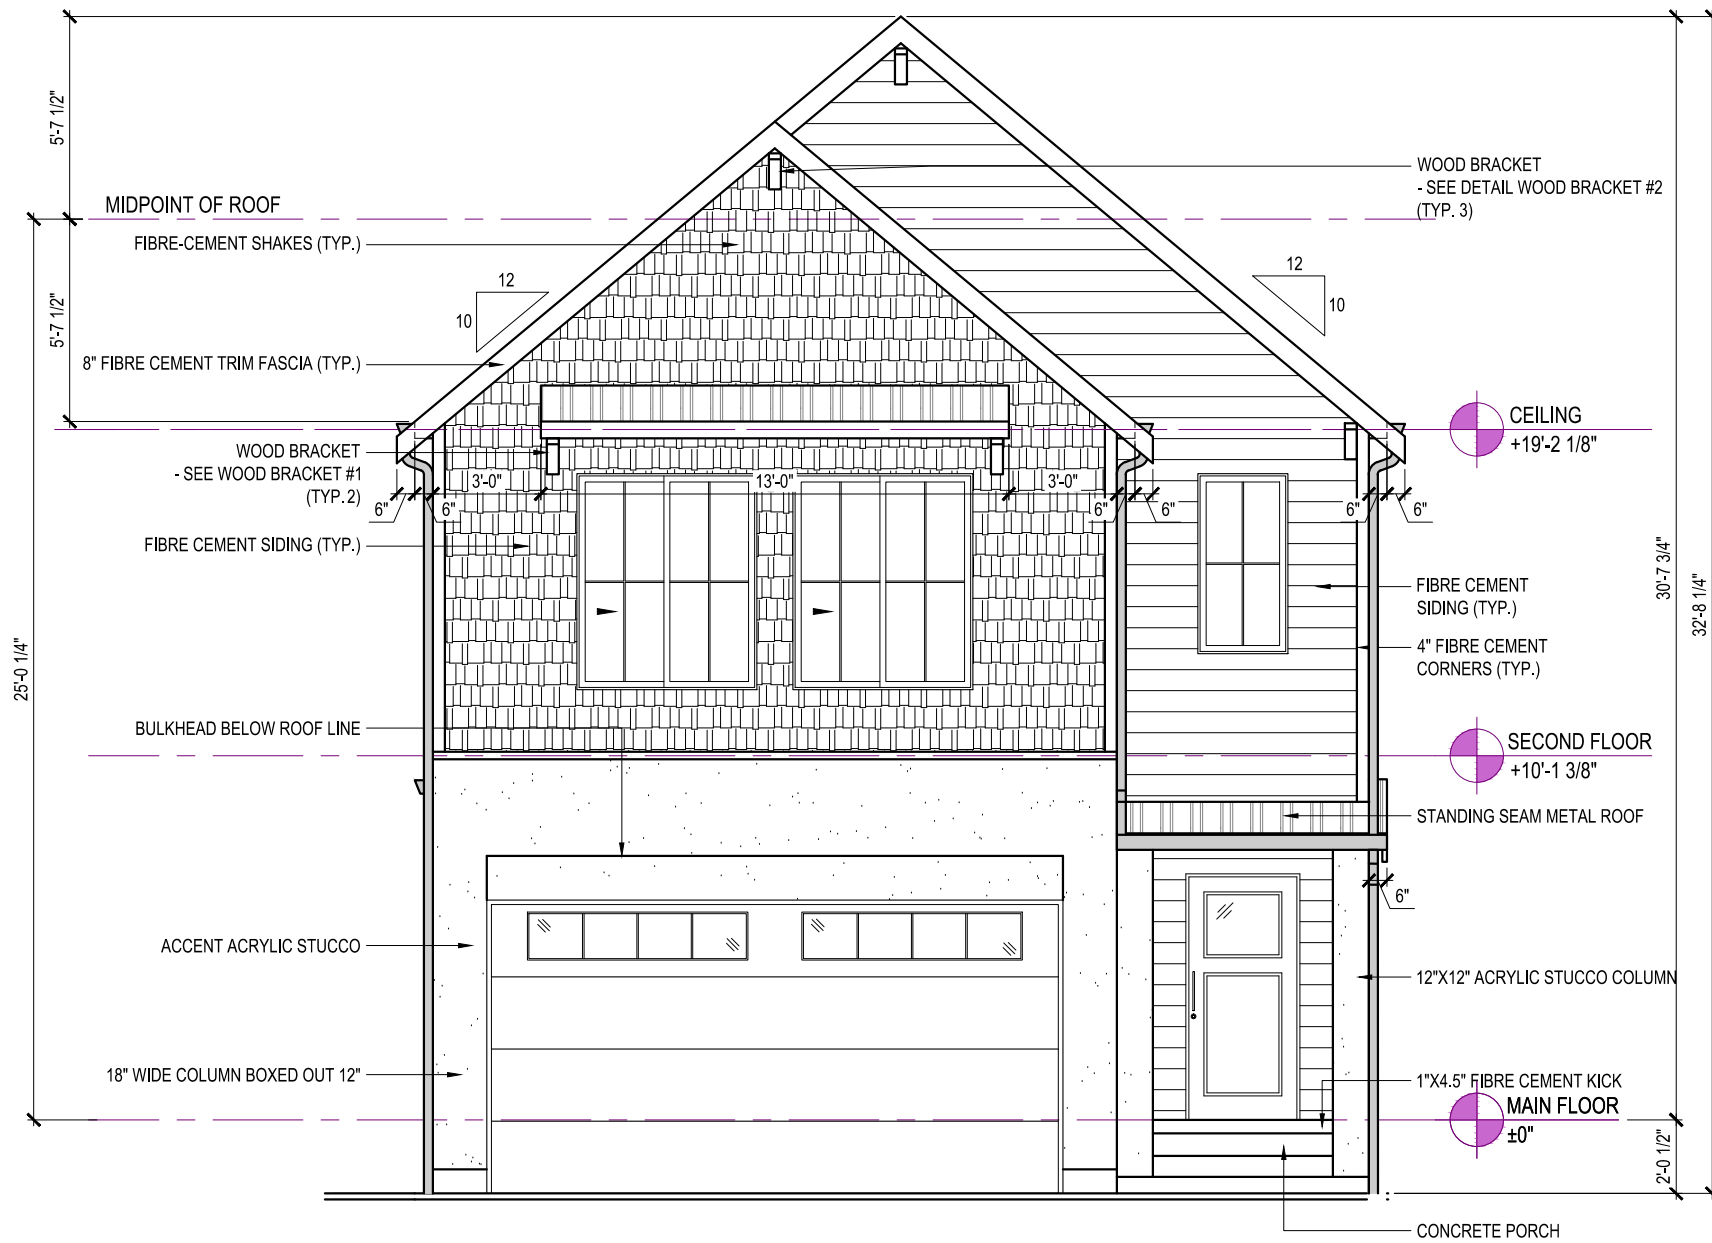 5'-7 1/2"
MIDPOINT OF ROOF
FIBRE-CEMENT SHAKES (TYP.)
12
10
5'-7 1/2"
8" FIBRE CEMENT TRIM FASCIA (TYP.)
WOOD BRACKET
- SEE WOOD BRACKET #1
(TYP. 2)
3'-0"
13'-0"
3'-0"
6"
6"
6"
6"
6"
6"
FIBRE CEMENT SIDING (TYP.)
25'-0 1/4"
BULKHEAD BELOW ROOF LINE
ACCENT ACRYLIC STUCCO
18" WIDE COLUMN BOXED OUT 12"
WOOD BRACKET
- SEE DETAIL WOOD BRACKET #2
(TYP. 3)
12
10
CEILING
+19'-2 1/8"
FIBRE CEMENT
SIDING (TYP.)
30'-7 3/4"
32'-8 1/4"
4" FIBRE CEMENT
CORNERS (TYP.)
SECOND FLOOR
+10'-1 3/8"
STANDING SEAM METAL ROOF
6"
12"X12" ACRYLIC STUCCO COLUMN
1"X4.5" FIBRE CEMENT KICK
MAIN FLOOR
±0"
2'-0 1/2"
CONCRETE PORCH